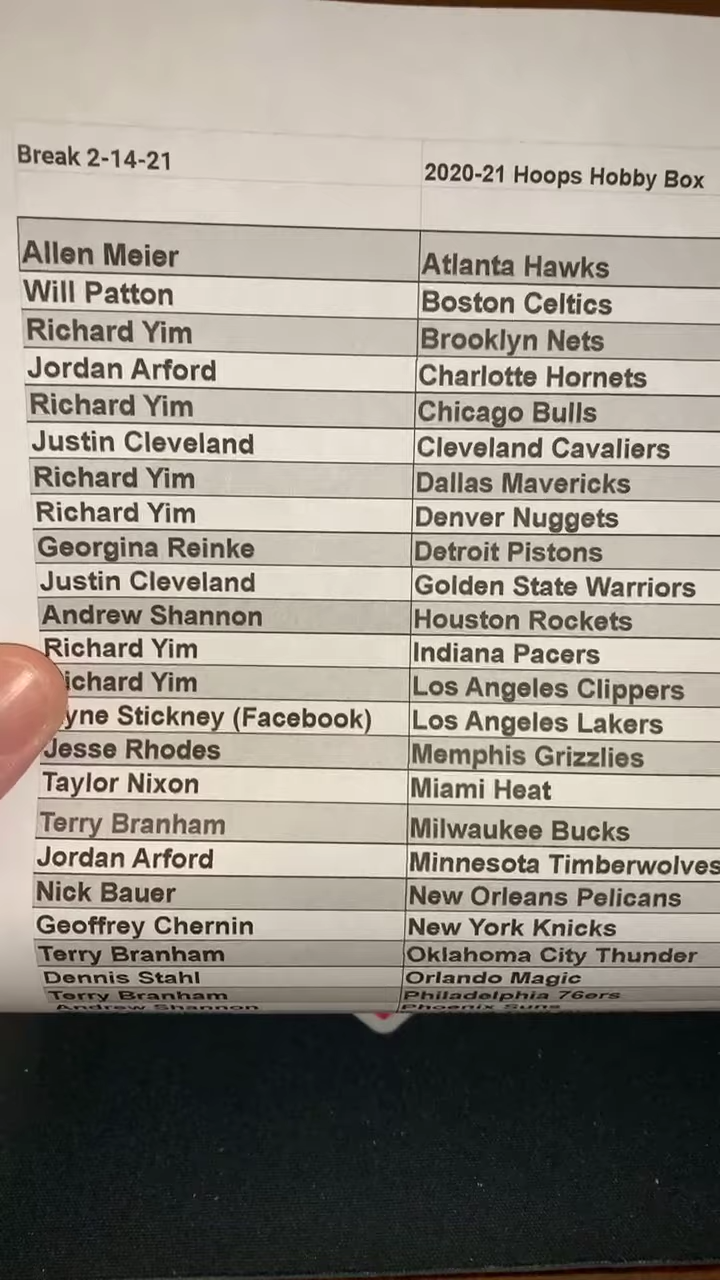 Break 2-14-21 2020-21 Hoops Hobby Box
Allen Meier Atlanta Hawks
Will Patton Boston Celtics
Richard Yim Brooklyn Nets
Jordan Arford Charlotte Hornets
Richard Yim Chicago Bulls
Justin Cleveland Cleveland Cavaliers
Richard Yim Dallas Mavericks
Richard Yim Denver Nuggets
Georgina Reinke Detroit Pistons
Justin Cleveland Golden State Warriors
Andrew Shannon Houston Rockets
Richard Yim Indiana Pacers
ichard Yim Los Angeles Clippers
yne Stickney (Facebook) Los Angeles Lakers
Jesse Rhodes Memphis Grizzlies
Taylor Nixon Miami Heat
Terry Branham Milwaukee Bucks
Jordan Arford Minnesota Timberwolves
Nick Bauer New Orleans Pelicans
Geoffrey Chernin New York Knicks
Terry Branham Oklahoma City Thunder
Dennis Stahl Orlando Magic
Terry Branham Philadelphia 76ers
Andrew Shannon Phoenix Suns